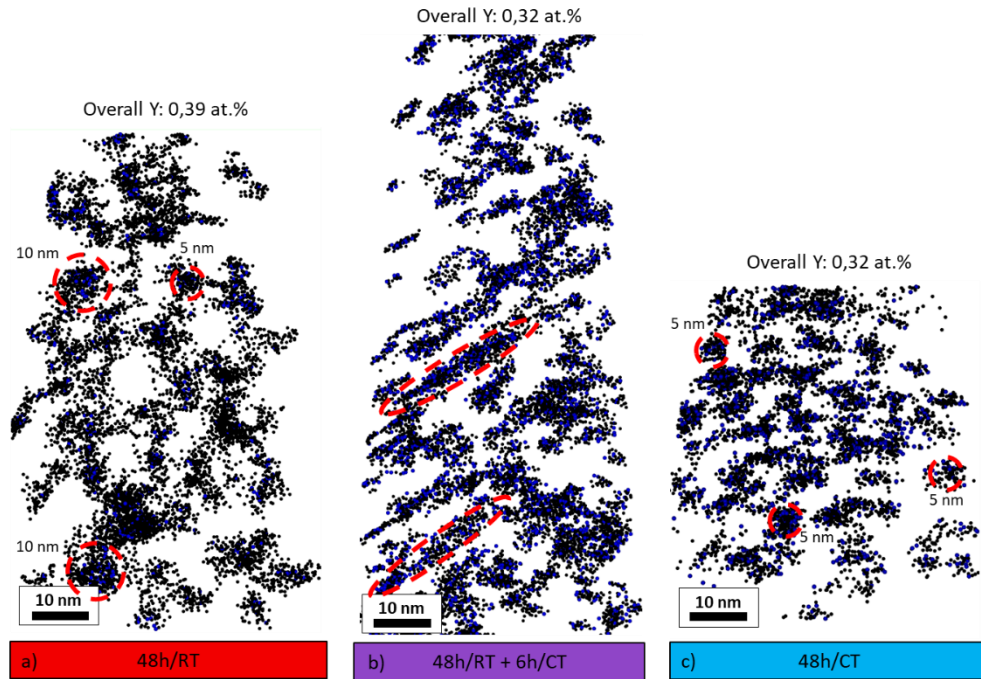 Overall Y: 0,39 at.%
10 nm
5 nm
10 nm
10 nm
a) 48h/RT
Overall Y: 0,32 at.%
10 nm
b) 48h/RT + 6h/CT
Overall Y: 0,32 at.%
5 nm
5 nm
5 nm
10 nm
c) 48h/CT